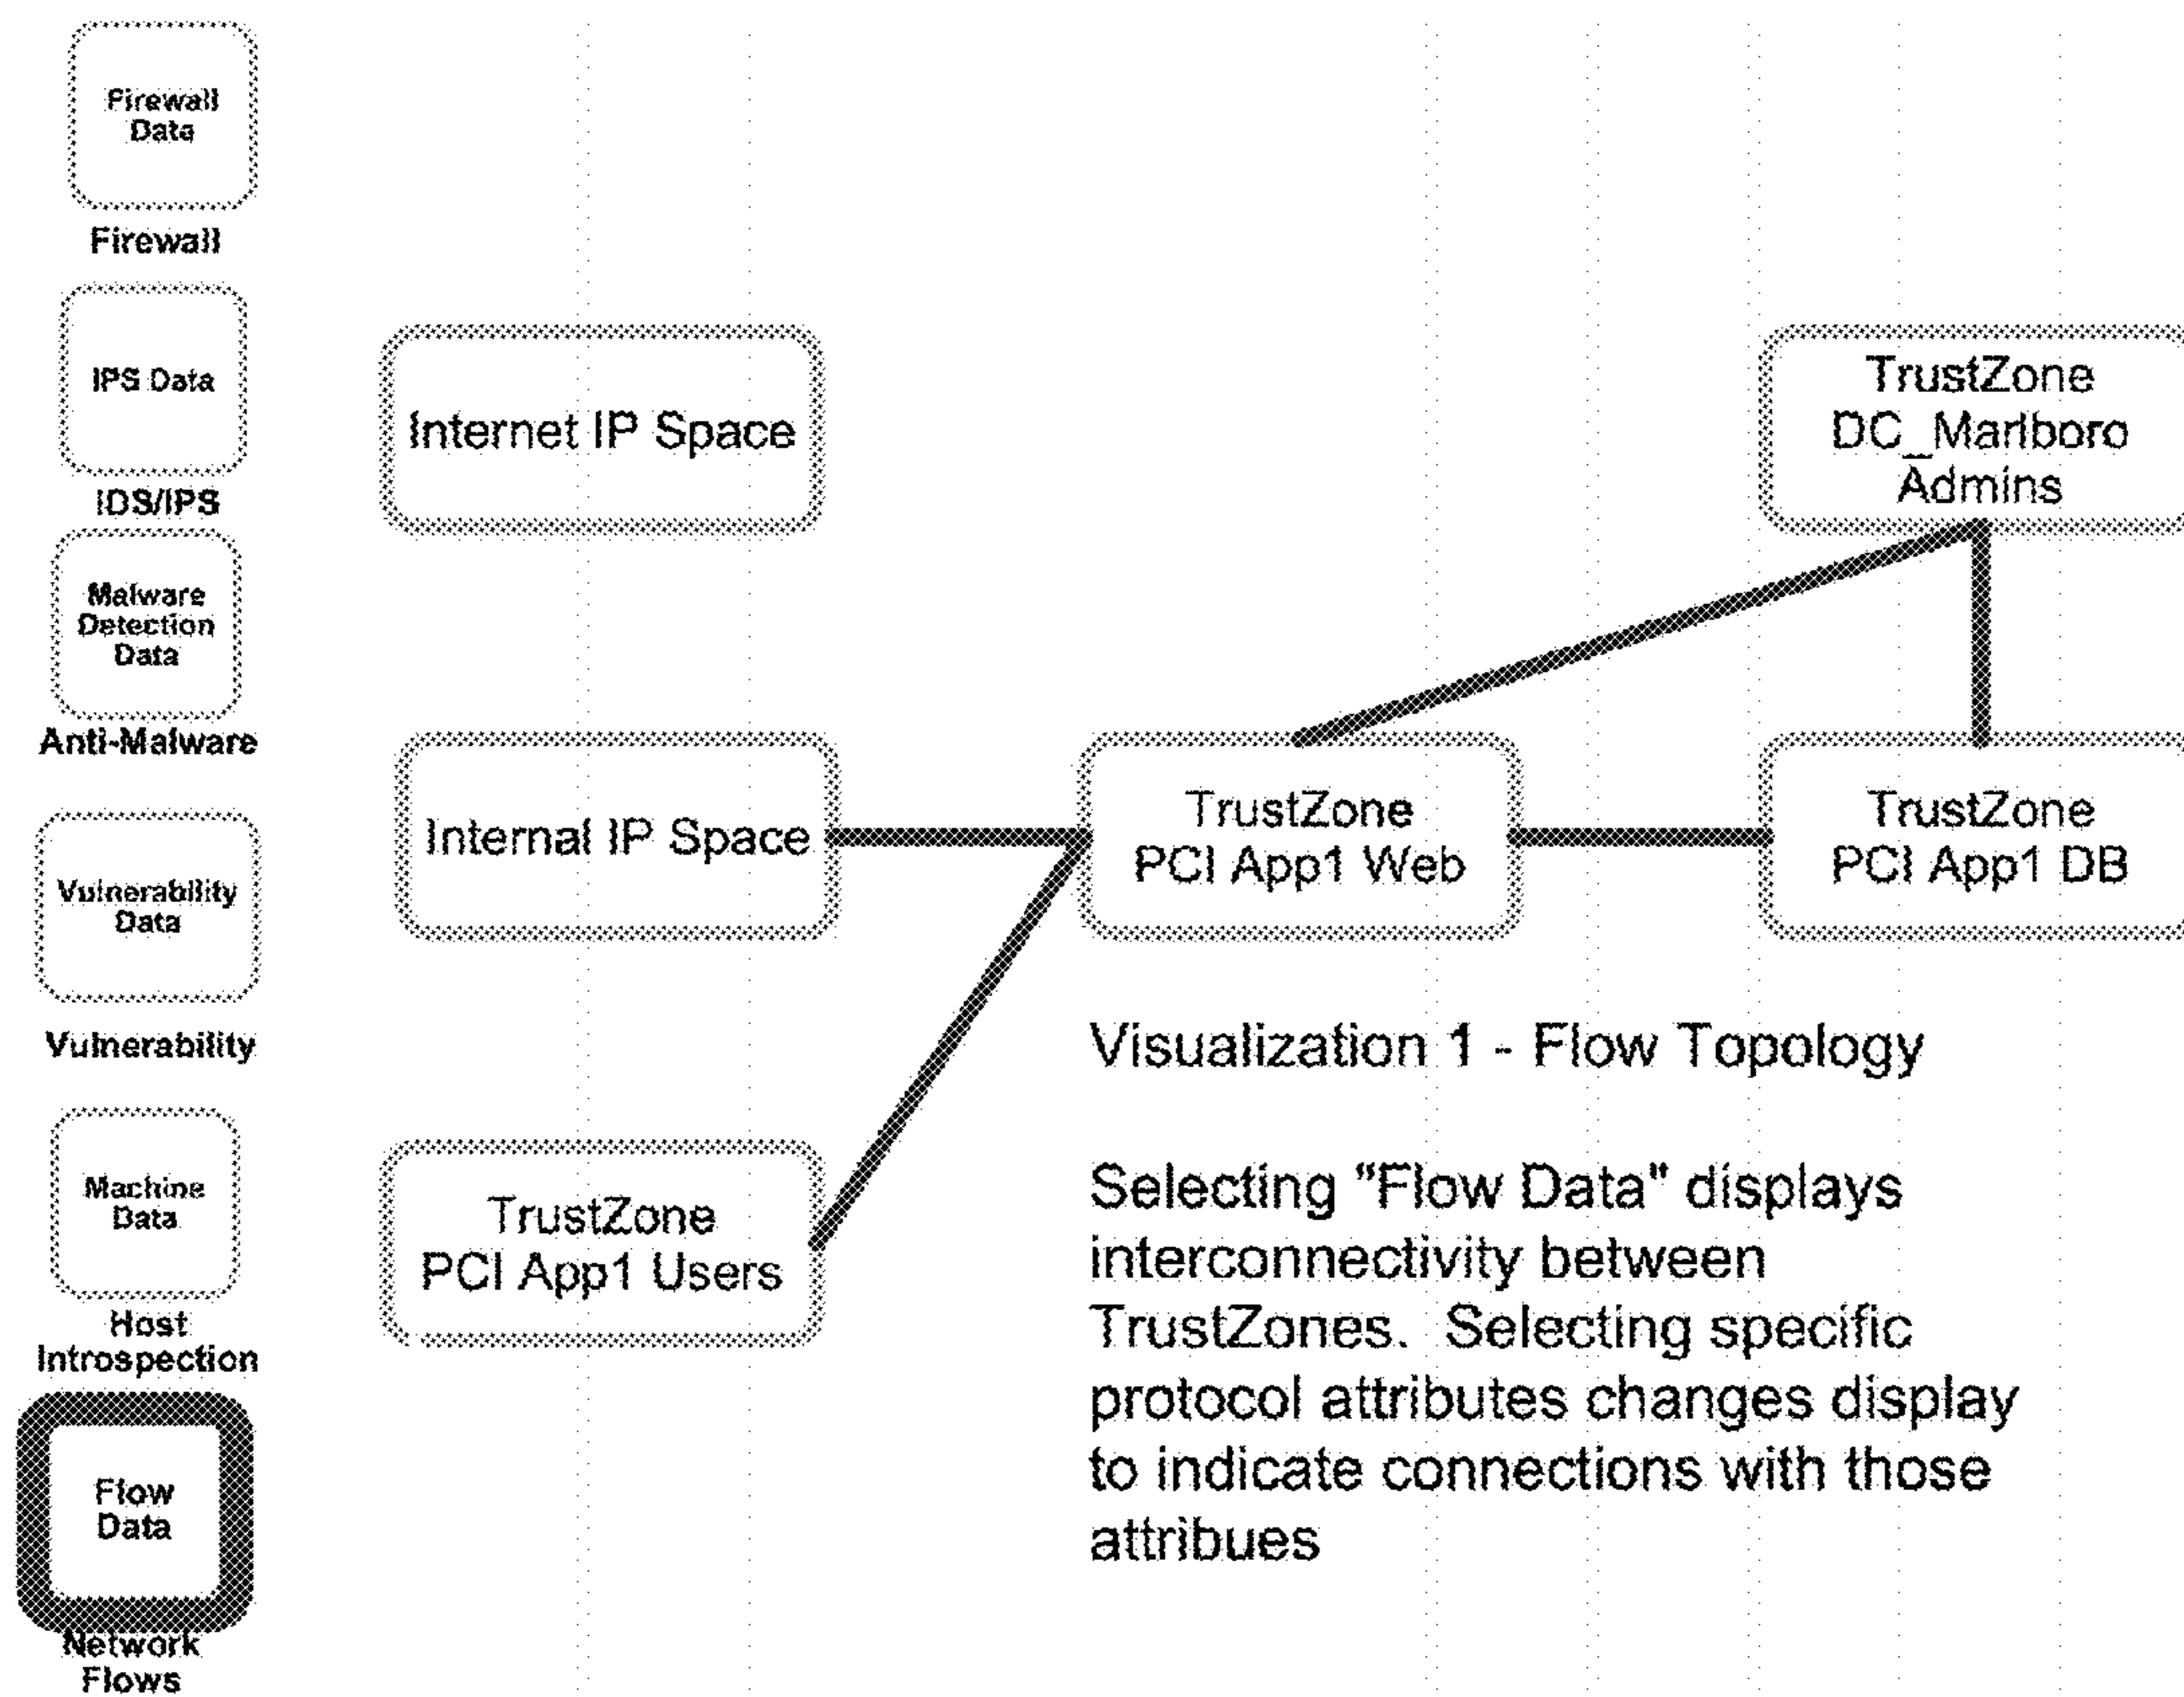 Firewall
Data
Firewall
IPS Data
IDS/IPS
Malware
Detection
Data
Anti-Malware
Vulnerability
Data
Vulnerability
Machine
Data
Host
Introspection
Flow
Data
Network
Flows
Internet IP Space
TrustZone
DC_Marlboro
Admins
Internal IP Space
TrustZone
PCI App1 Web
TrustZone
PCI App1 DB
TrustZone
PCI App1 Users
Visualization 1 - Flow Topology
Selecting "Flow Data" displays
interconnectivity between
TrustZones.  Selecting specific
protocol attributes changes display
to indicate connections with those
attribues